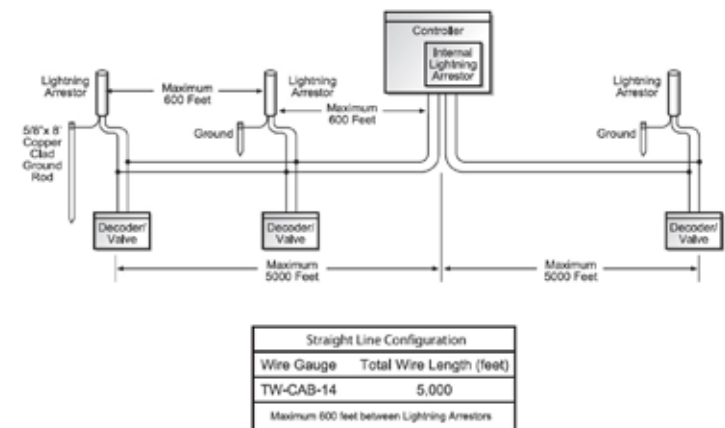 Controller
Internal
Lightning
Arrestor
Lightning
Arrestor
Maximum
600 Feet
Lightning
Arrestor
Maximum
600 Feet
Lightning
Arrestor
5/8"x 8'
Copper
Clad
Ground
Rod
Ground
Ground
Decoder/
Valve
Decoder/
Valve
Decoder/
Valve
Maximum
5000 Feet
Maximum
5000 Feet
Straight Line Configuration
Wire Gauge Total Wire Length (feet)
TW-CAB-14 5,000
Maximum 600 feet between Lightning Arrestors